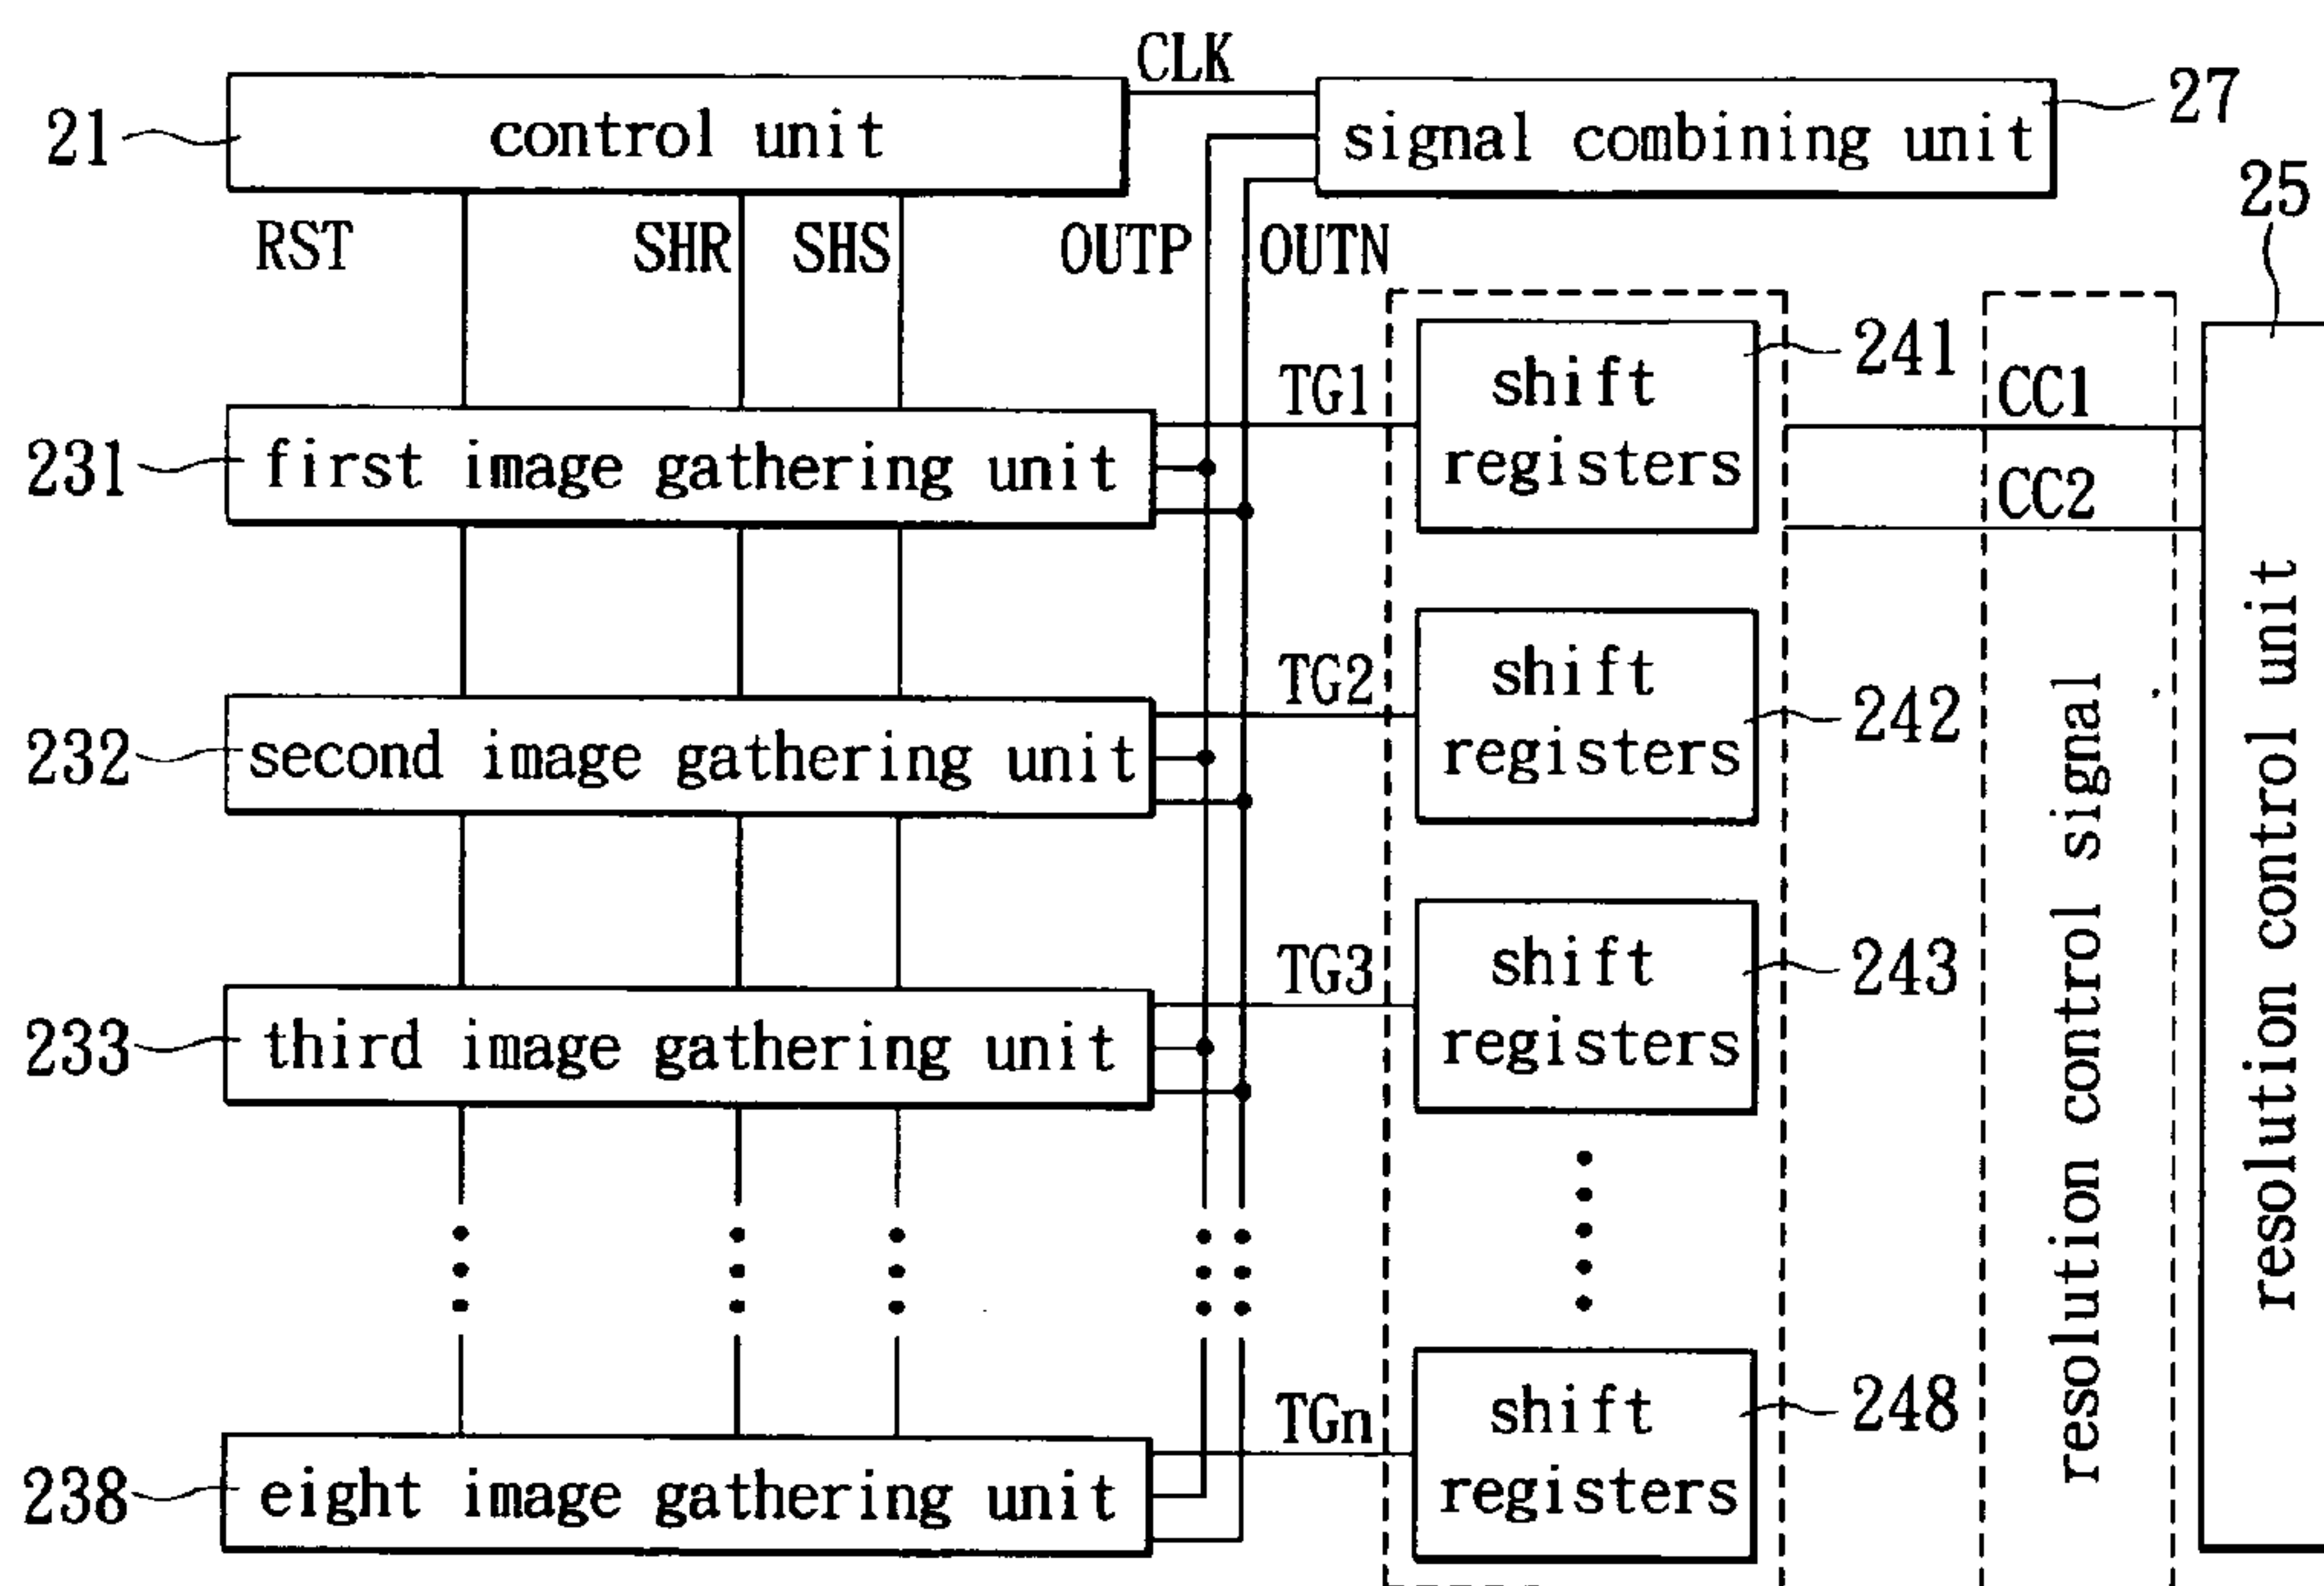 CLK
21
control unit
signal combining unit
27
25
RST
SHR
SHS
OUTP
OUTN
TG1
shift
registers
241
CC1
CC2
231
first image gathering unit
TG2
shift
registers
242
232
second image gathering unit
TG3
shift
registers
243
233
third image gathering unit
resolution control signal
resolution control unit
TGn
shift
registers
248
238
eight image gathering unit